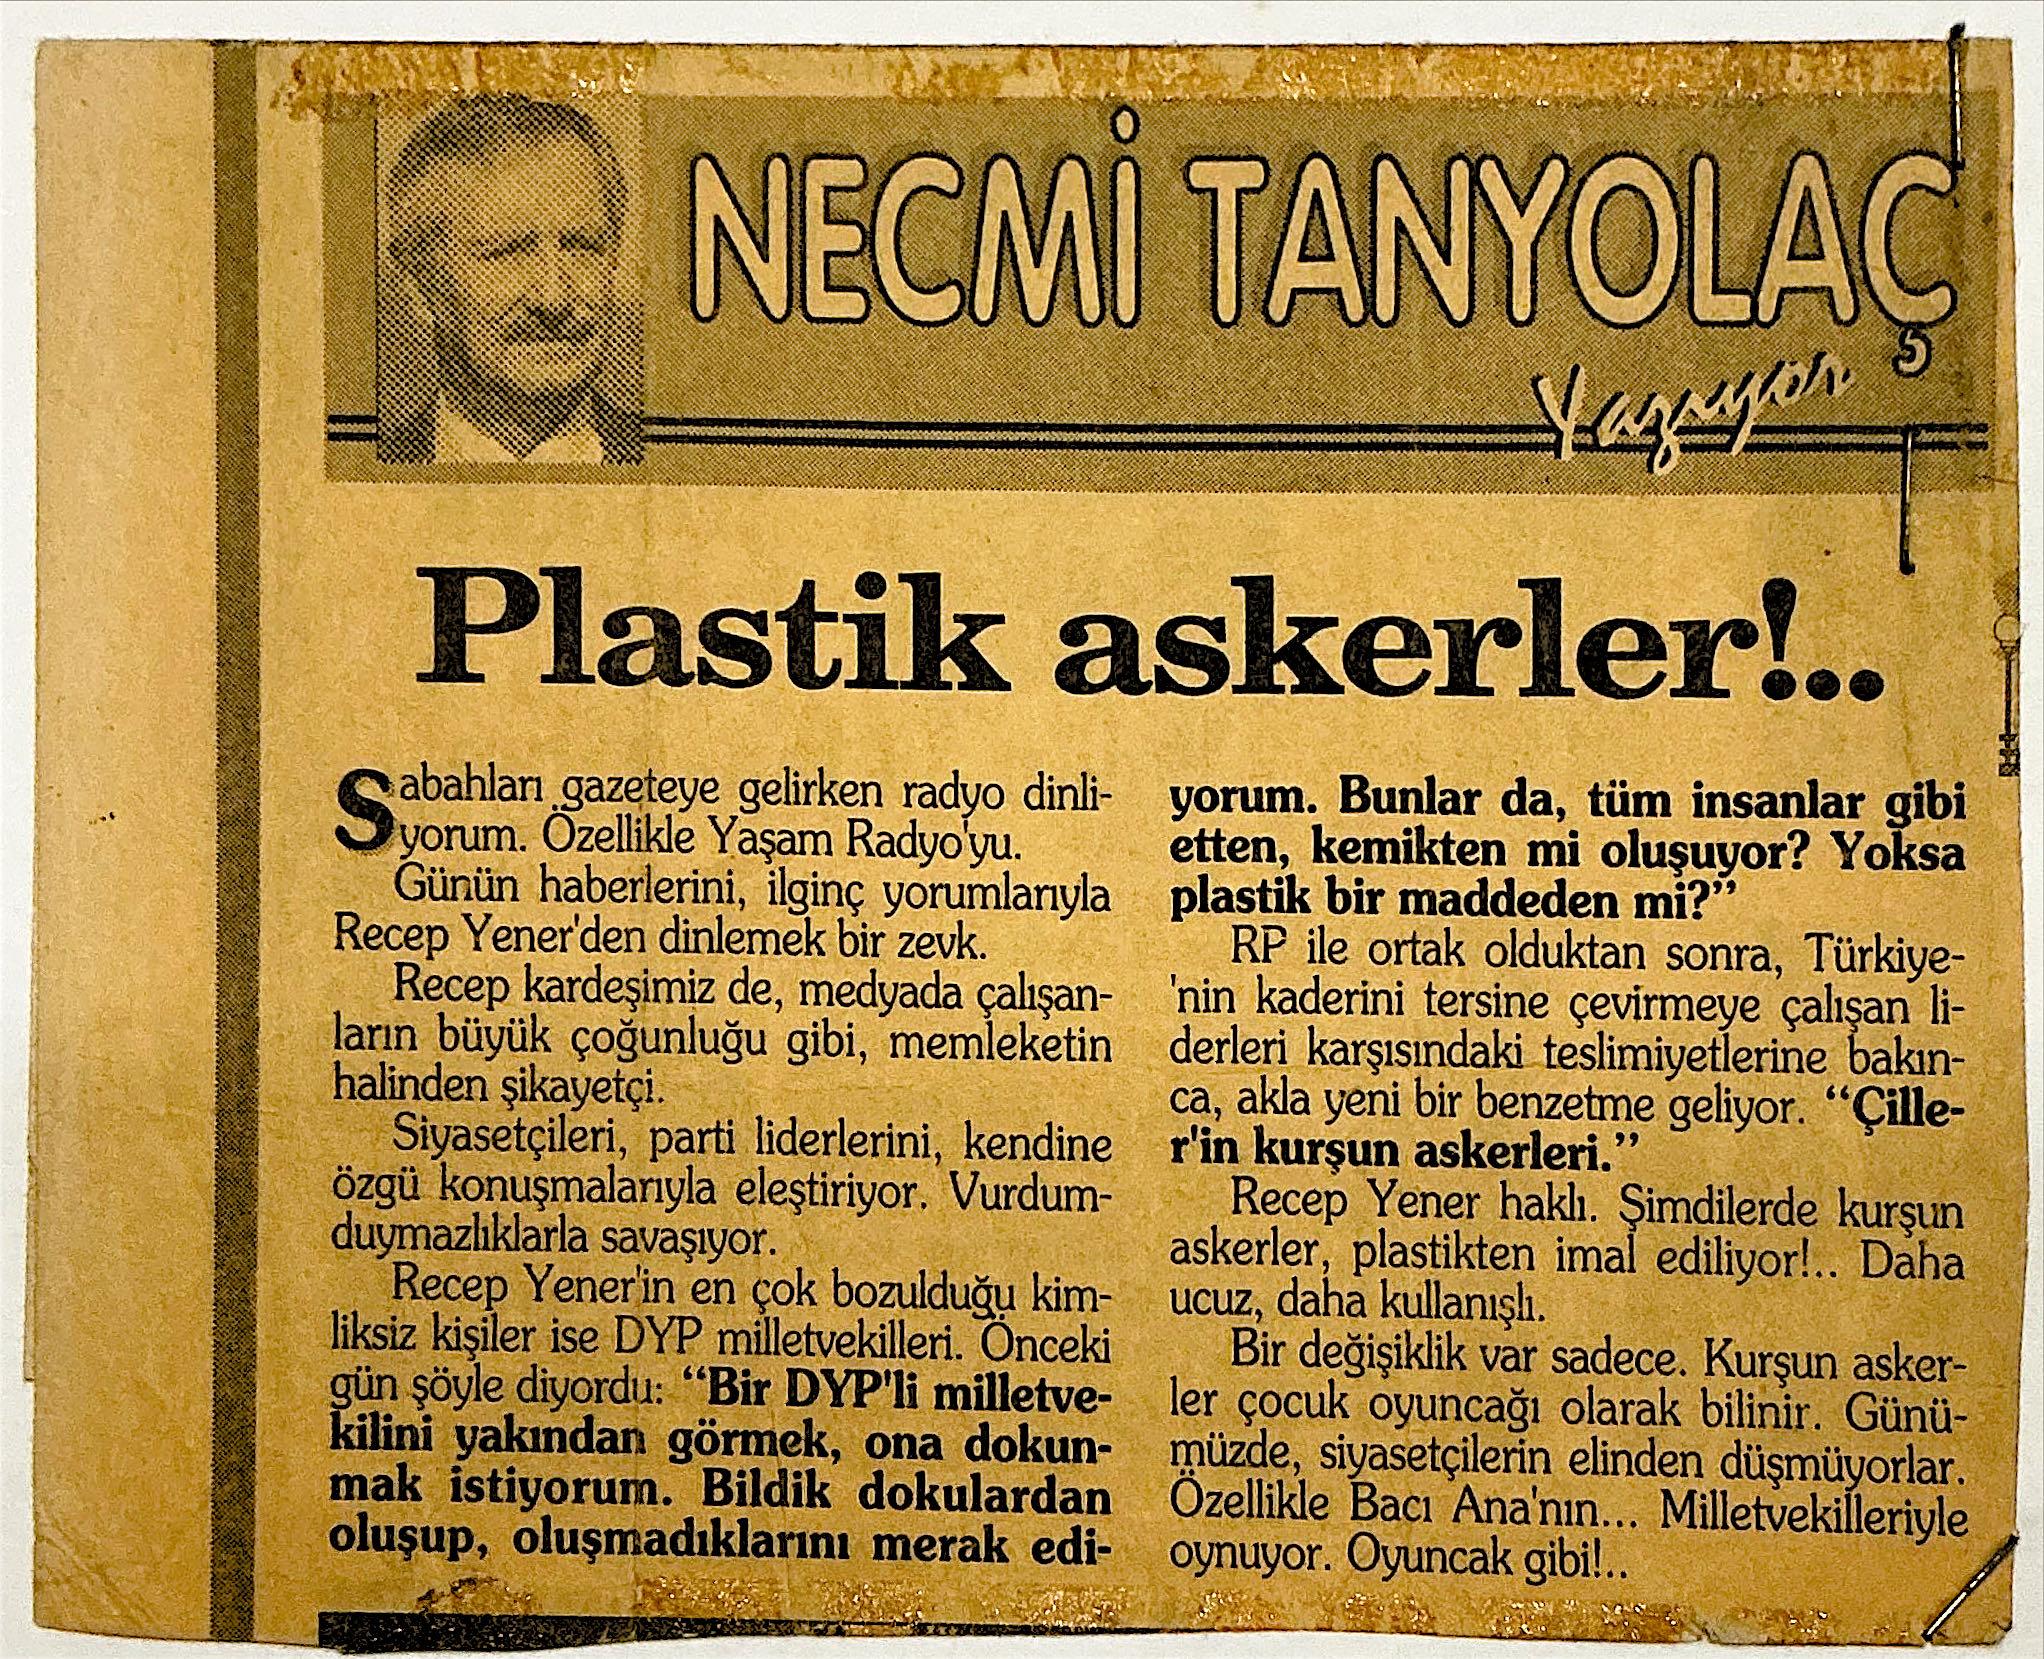 NECMİ TANYOLAÇ
Yazıyor
Plastik askerler!..
Sabahları gazeteye gelirken radyo dinli-
yorum. Özellikle Yaşam Radyo'yu.
Günün haberlerini, ilginç yorumlarıyla
Recep Yener'den dinlemek bir zevk.
Recep kardeşimiz de, medyada çalışan-
ların büyük çoğunluğu gibi, memleketin
halinden şikayetçi.
Siyasetçileri, parti liderlerini, kendine
özgü konuşmalarıyla eleştiriyor. Vurdum-
duymazlıklarla savaşıyor.
Recep Yener'in en çok bozulduğu kim-
liksiz kişiler ise DYP milletvekilleri. Önceki
gün şöyle diyordu: “Bir DYP'li milletve-
kilini yakından görmek, ona dokun-
mak istiyorum. Bildik dokulardan
oluşup, oluşmadıklarını merak edi-
yorum. Bunlar da, tüm insanlar gibi
etten, kemikten mi oluşuyor? Yoksa
plastik bir maddeden mi?”
RP ile ortak olduktan sonra, Türkiye-
'nin kaderini tersine çevirmeye çalışan li-
derleri karşısındaki teslimiyetlerine bakın-
ca, akla yeni bir benzetme geliyor. “Çille-
r'in kurşun askerleri.”
Recep Yener haklı. Şimdilerde kurşun
askerler, plastikten imal ediliyor!.. Daha
ucuz, daha kullanışlı.
Bir değişiklik var sadece. Kurşun asker-
ler çocuk oyuncağı olarak bilinir. Günü-
müzde, siyasetçilerin elinden düşmüyorlar.
Özellikle Bacı Ana'nın... Milletvekilleriyle
oynuyor. Oyuncak gibi!..